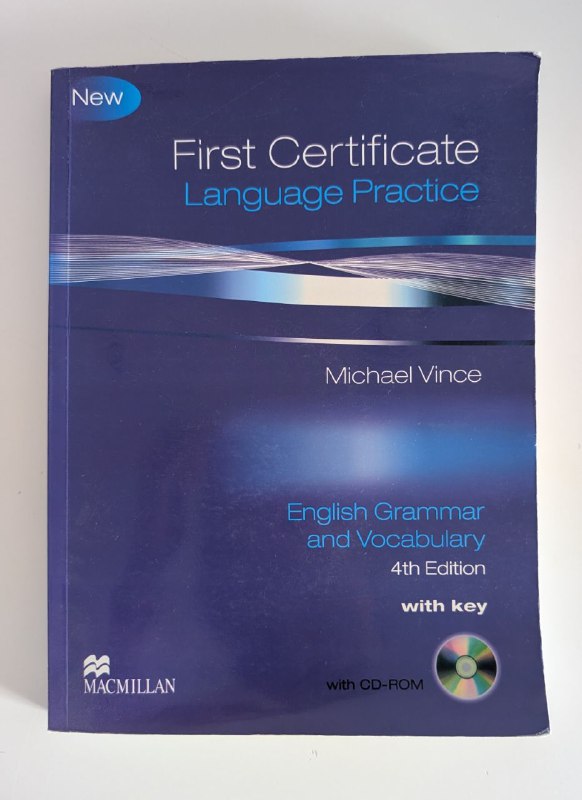 New
First Certificate
Language Practice
Michael Vince
English Grammar
and Vocabulary
4th Edition
with key
with CD-ROM
MACMILLAN